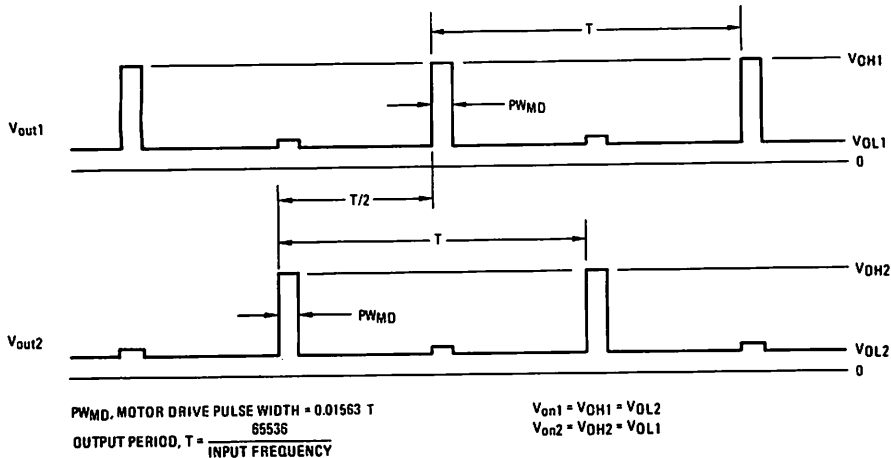 T
VOH1
PWMD
Vout1
VOL1
0
T/2
T
VOH2
PWMD
Vout2
VOL2
0
PWMD, MOTOR DRIVE PULSE WIDTH = 0.01563 T
OUTPUT PERIOD, T = 65536
INPUT FREQUENCY
Von1 = VOH1 = VOL2
Von2 = VOH2 = VOL1